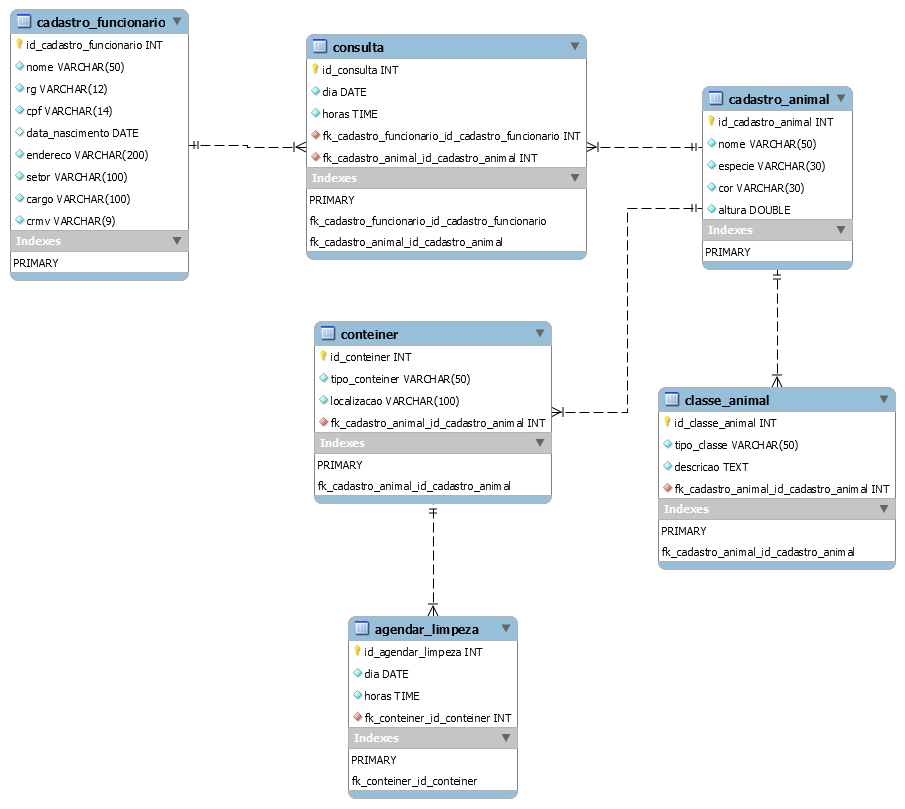 cadastro_funcionario
id_cadastro_funcionario INT
nome VARCHAR(50)
rg VARCHAR(12)
cpf VARCHAR(14)
data_nascimento DATE
endereco VARCHAR(200)
setor VARCHAR(100)
cargo VARCHAR(100)
crmv VARCHAR(9)
Indexes
PRIMARY
consulta
id_consulta INT
dia DATE
horas TIME
fk_cadastro_funcionario_id_cadastro_funcionario INT
fk_cadastro_animal_id_cadastro_animal INT
Indexes
PRIMARY
fk_cadastro_funcionario_id_cadastro_funcionario
fk_cadastro_animal_id_cadastro_animal
cadastro_animal
id_cadastro_animal INT
nome VARCHAR(50)
especie VARCHAR(30)
cor VARCHAR(30)
altura DOUBLE
Indexes
PRIMARY
conteiner
id_conteiner INT
tipo_conteiner VARCHAR(50)
localizacao VARCHAR(100)
fk_cadastro_animal_id_cadastro_animal INT
Indexes
PRIMARY
fk_cadastro_animal_id_cadastro_animal
classe_animal
id_classe_animal INT
tipo_classe VARCHAR(50)
descricao TEXT
fk_cadastro_animal_id_cadastro_animal INT
Indexes
PRIMARY
fk_cadastro_animal_id_cadastro_animal
agendar_limpeza
id_agendar_limpeza INT
dia DATE
horas TIME
fk_conteiner_id_conteiner INT
Indexes
PRIMARY
fk_conteiner_id_conteiner